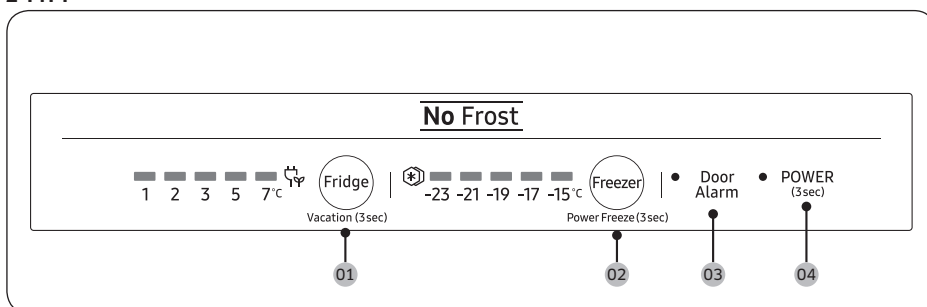 No Frost
1 2 3 5 7°C
Fridge
Vacation (3sec)
-23 -21 -19 -17 -15°C
Freezer
Power Freeze (3sec)
Door
Alarm
POWER
(3sec)
01 02 03 04